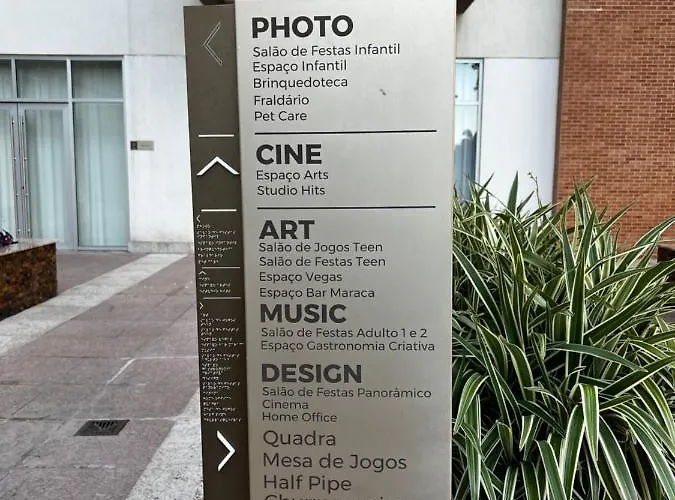 PHOTO
Salão de Festas Infantil
Espaço Infantil
Brinquedoteca
Fraldário
Pet Care
CINE
Espaço Arts
Studio Hits
ART
Salão de Jogos Teen
Salão de Festas Teen
Espaço Vegas
Espaço Bar Maraca
MUSIC
Salão de Festas Adulto 1 e 2
Espaço Gastronomia Criativa
DESIGN
Salão de Festas Panorâmico
Cinema
Home Office
Quadra
Mesa de Jogos
Half Pipe